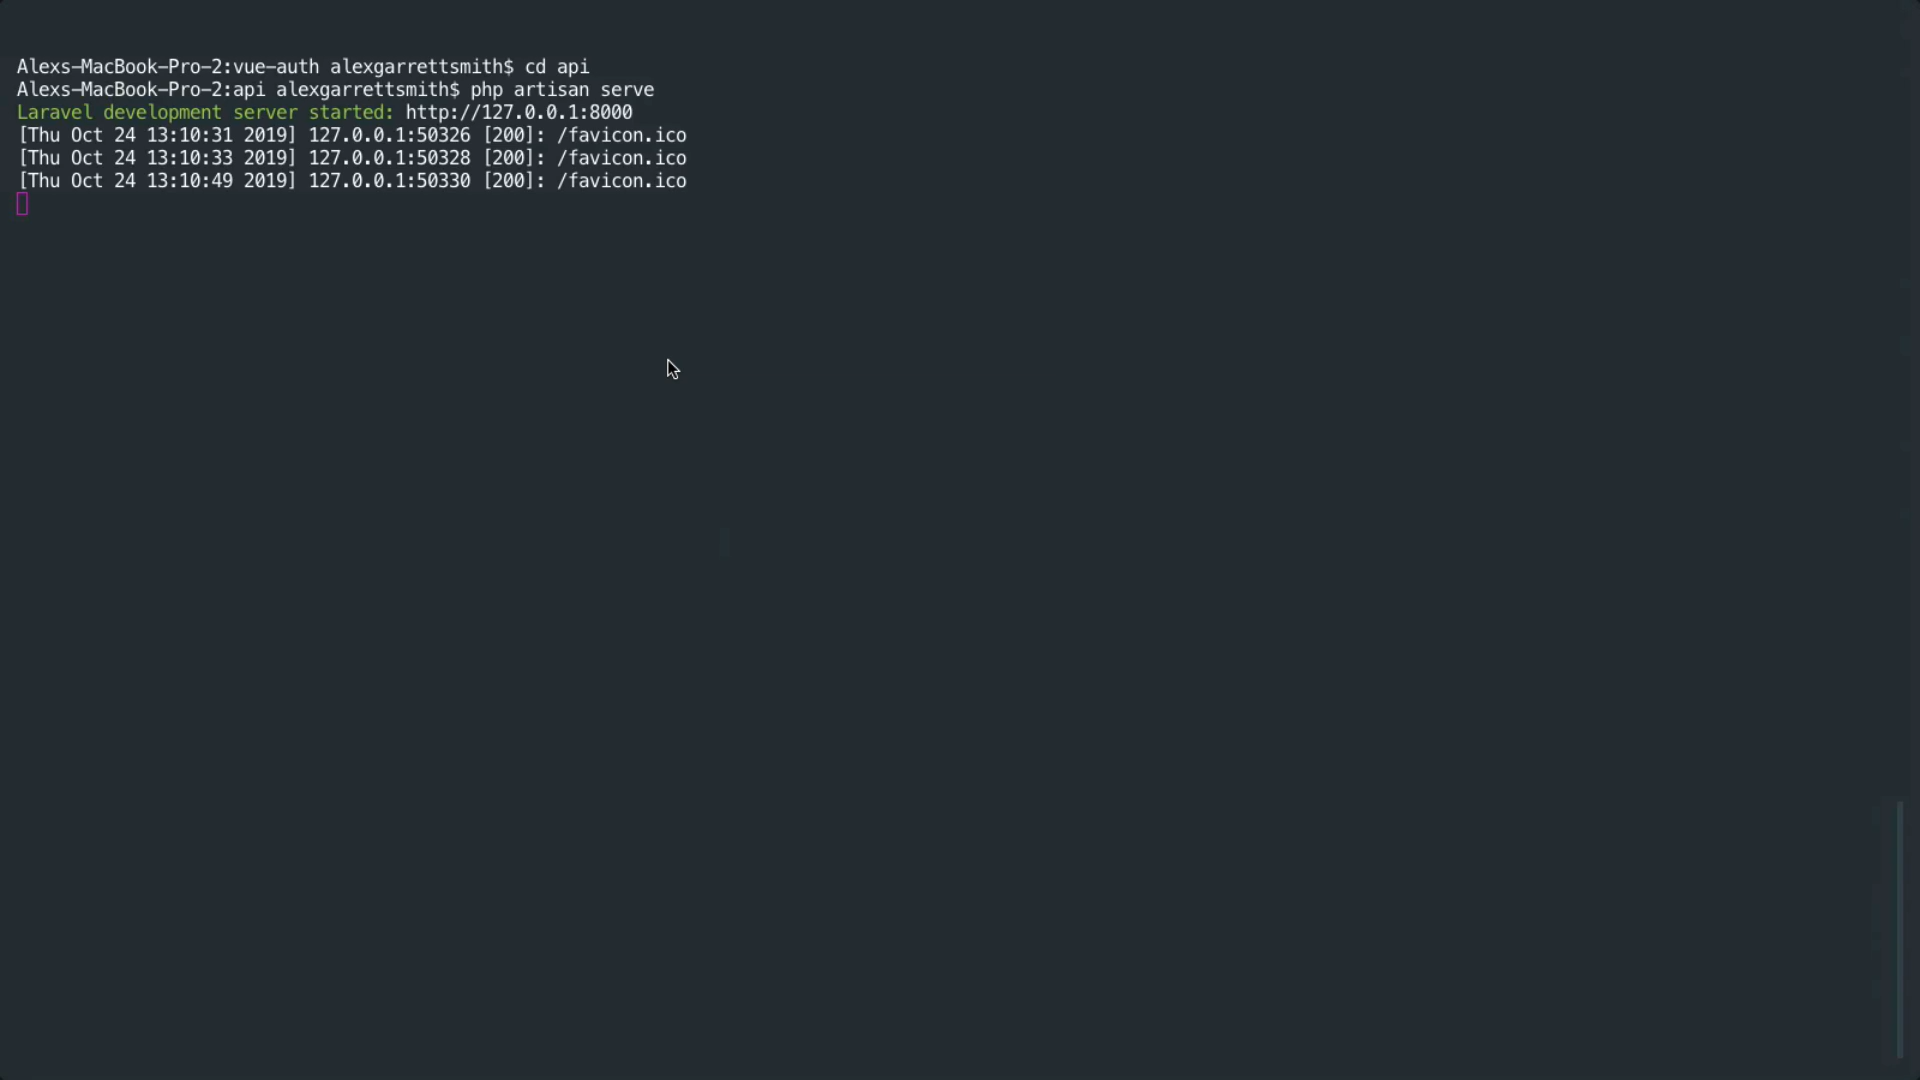 Alexs-MacBook-Pro-2:vue-auth alexgarrettsmith$ cd api
Alexs-MacBook-Pro-2:api alexgarrettsmith$ php artisan serve
Laravel development server started: http://127.0.0.1:8000
[Thu Oct 24 13:10:31 2019] 127.0.0.1:50326 [200]: /favicon.ico
[Thu Oct 24 13:10:33 2019] 127.0.0.1:50328 [200]: /favicon.ico
[Thu Oct 24 13:10:49 2019] 127.0.0.1:50330 [200]: /favicon.ico